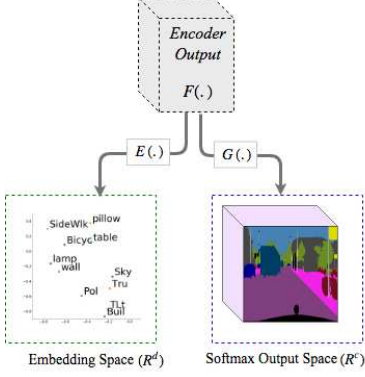 Encoder
Output
F(.)
E(.)
G(.)
SideWlk pillow
Bicyc table
lamp
wall
Sky
Tru
Pol
TLt
Buil
Embedding Space (R^d)
Softmax Output Space (R^c)